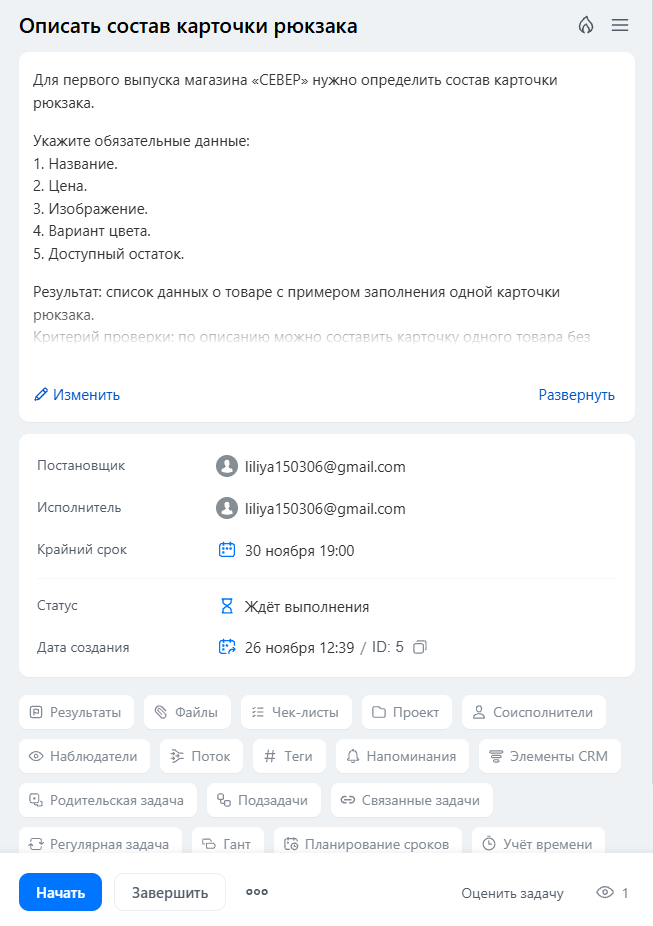 Описать состав карточки рюкзака
Для первого выпуска магазина «СЕВЕР» нужно определить состав карточки
рюкзака.
Укажите обязательные данные:
1. Название.
2. Цена.
3. Изображение.
4. Вариант цвета.
5. Доступный остаток.
Результат: список данных о товаре с примером заполнения одной карточки
рюкзака.
Критерий проверки: по описанию можно составить карточку одного товара без
Изменить Развернуть
Постановщик liliya150306@gmail.com
Исполнитель liliya150306@gmail.com
Крайний срок 30 ноября 19:00
Статус Ждёт выполнения
Дата создания 26 ноября 12:39 / ID: 5
Результаты Файлы Чек-листы Проект Соисполнители
Наблюдатели Поток Теги Напоминания Элементы CRM
Родительская задача Подзадачи Связанные задачи
Регулярная задача Гант Планирование сроков Учёт времени
Начать Завершить Оценить задачу 1